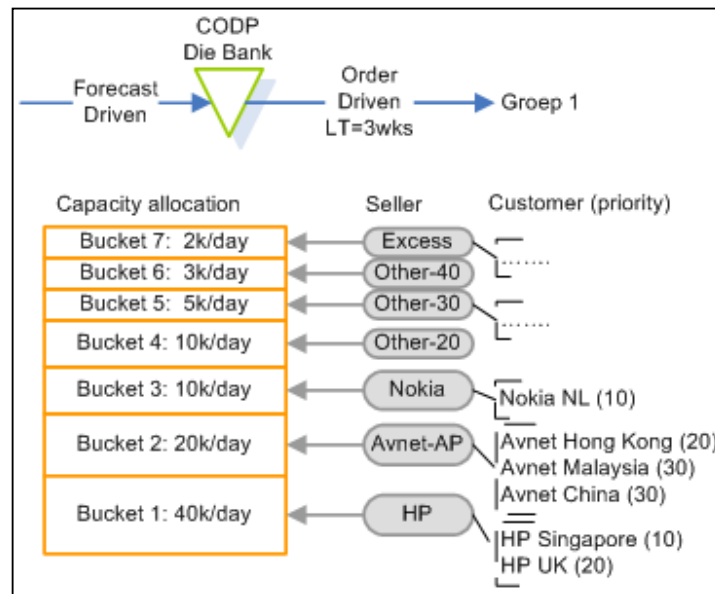 CODP
Die Bank
Forecast
Driven
Order
Driven
LT=3wks
Groep 1
Capacity allocation
Seller
Customer (priority)
Bucket 7: 2k/day
Excess
Bucket 6: 3k/day
Other-40
Bucket 5: 5k/day
Other-30
Bucket 4: 10k/day
Other-20
Bucket 3: 10k/day
Nokia
Nokia NL (10)
Bucket 2: 20k/day
Avnet-AP
Avnet Hong Kong (20)
Avnet Malaysia (30)
Avnet China (30)
Bucket 1: 40k/day
HP
HP Singapore (10)
HP UK (20)